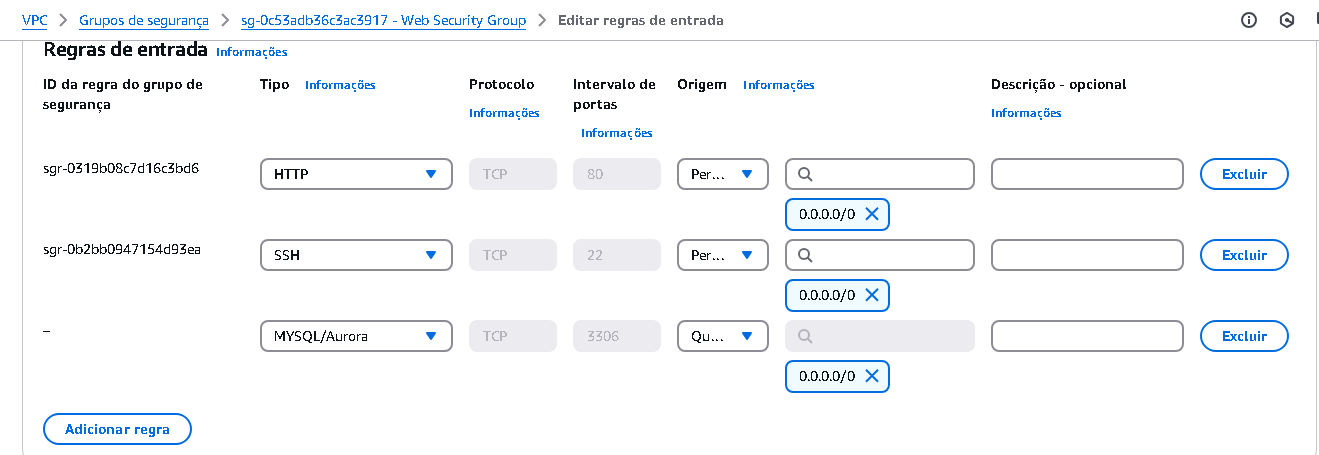 VPC > Grupos de segurança > sg-0c53adb36c3ac3917 - Web Security Group > Editar regras de entrada
Regras de entrada Informações
ID da regra do grupo de segurança
Tipo Informações
Protocolo
Informações
Intervalo de portas
Informações
Origem Informações
Descrição - opcional
Informações
sgr-0319b08c7d16c3bd6 HTTP TCP 80 Per... Excluir
0.0.0.0/0
sgr-0b2bb0947154d93ea SSH TCP 22 Per... Excluir
0.0.0.0/0
– MYSQL/Aurora TCP 3306 Qu... Excluir
0.0.0.0/0
Adicionar regra